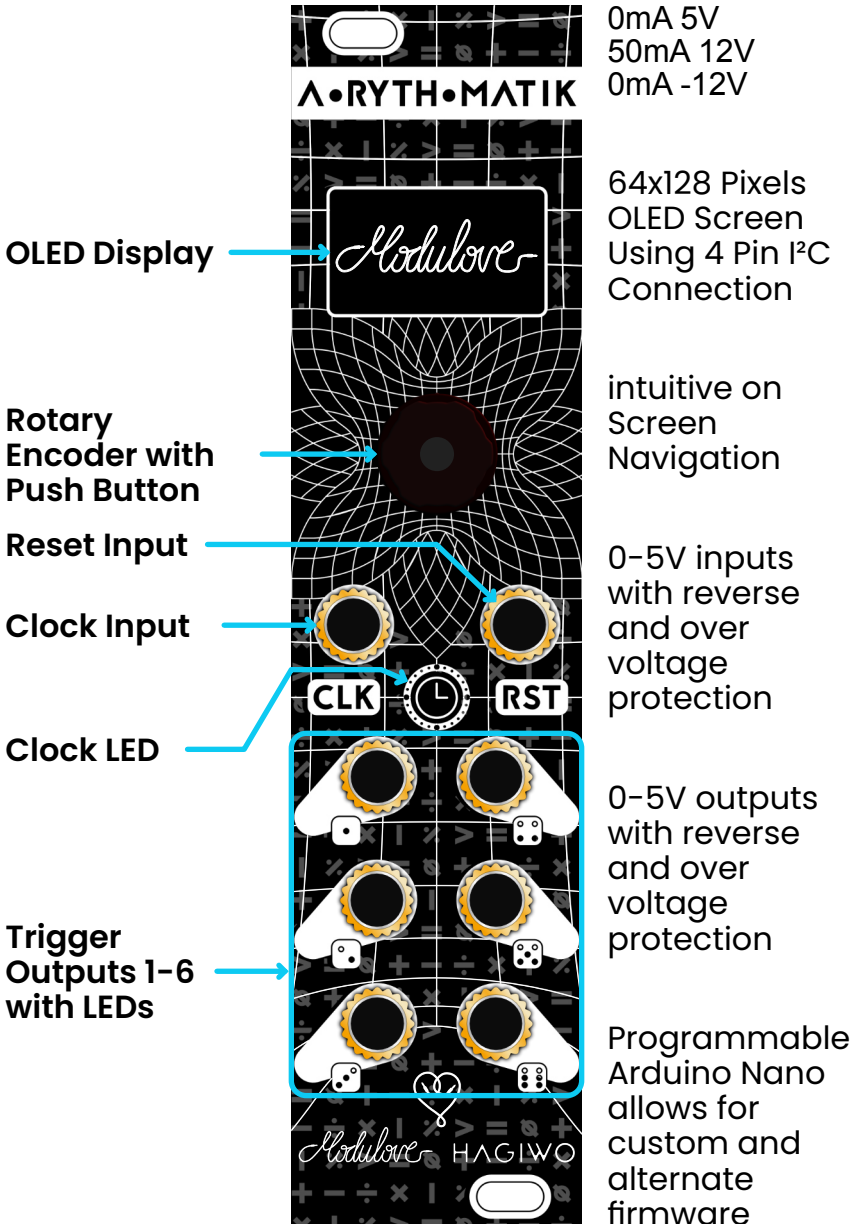 0mA 5V
50mA 12V
0mA -12V
A•RYTH•MATIK
64x128 Pixels
OLED Screen
Using 4 Pin I²C
Connection
OLED Display
Modulove
intuitive on
Screen
Navigation
Rotary
Encoder with
Push Button
Reset Input
0-5V inputs
with reverse
and over
voltage
protection
Clock Input
CLK
RST
Clock LED
0-5V outputs
with reverse
and over
voltage
protection
Trigger
Outputs 1-6
with LEDs
Programmable
Arduino Nano
allows for
custom and
alternate
firmware
Modulove HAGIWO